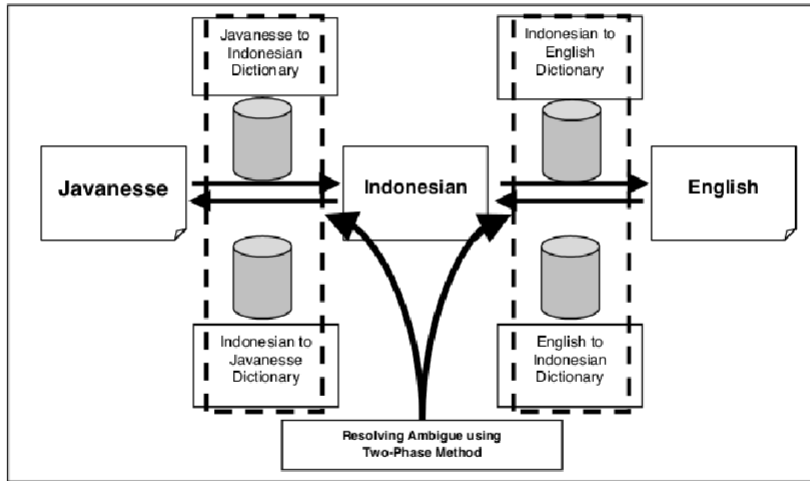 Javanesse to
Indonesian
Dictionary
Indonesian to
English
Dictionary
Javanesse
Indonesian
English
Indonesian to
Javanesse
Dictionary
English to
Indonesian
Dictionary
Resolving Ambigue using
Two-Phase Method